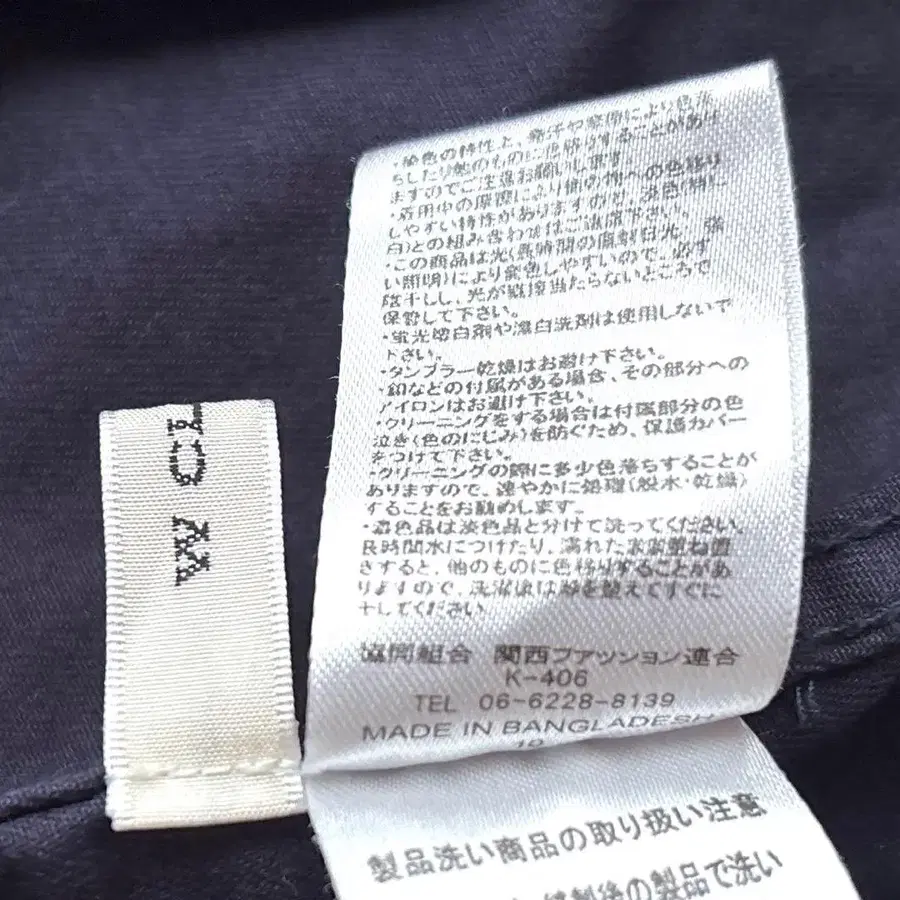 W CL
・染色の特性上、発汗や摩擦により色落
ちしたり他のものに色移りすることがあり
ますのでご注意お願いします
・着用中の摩擦により他の物への色移り
しやすい特性がありますので、淡色(特に
白)との組み合わせはご遠慮下さい。
・この商品は光(長時間の直射日光、強
い照明)により変色しやすいので、必ず
陰干しし、光が直接当たらないところで
保管して下さい。
・蛍光増白剤や漂白洗剤は使用しないで
下さい。
・タンブラー乾燥はお避け下さい。
・釦などの付属がある場合、その部分への
アイロンはお避け下さい。
・クリーニングをする場合は付属部分の色
泣き(色のにじみ)を防ぐため、保護カバー
をつけて下さい。
・クリーニングの際に多少色落ちすることが
ありますので、速やかに処理(脱水・乾燥)
することをお勧めします。
・濃色品は淡色品と分けて洗ってください。
長時間水につけたり、濡れたまま重ね置
きすると、他のものに色移りすることがあ
りますので、洗濯後は形を整えてすぐに
干してください
協同組合 関西ファッション連合
K-406
TEL 06-6228-8139
MADE IN BANGLADESH
製品洗い商品の取り扱い注意
縫製後の製品で洗い